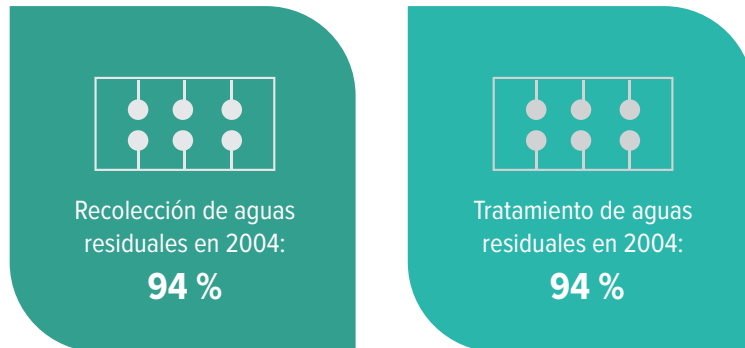 Recolección de aguas
residuales en 2004:
94 %
Tratamiento de aguas
residuales en 2004:
94 %